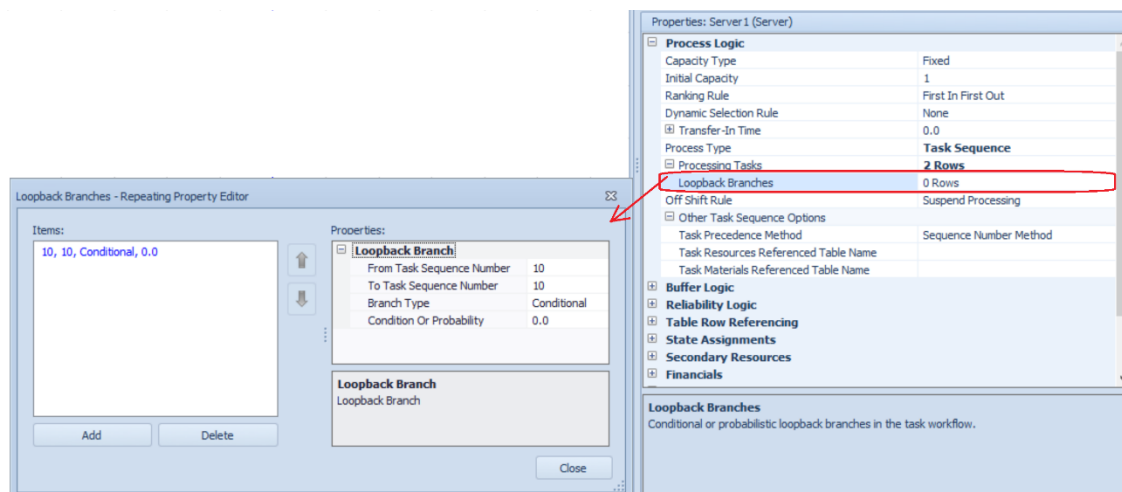 Loopback Branches - Repeating Property Editor
Items:
10, 10, Conditional, 0.0
Add
Delete
Properties:
Loopback Branch
From Task Sequence Number 10
To Task Sequence Number 10
Branch Type Conditional
Condition Or Probability 0.0
Loopback Branch
Loopback Branch
Close
Properties: Server1 (Server)
Process Logic
Capacity Type Fixed
Initial Capacity 1
Ranking Rule First In First Out
Dynamic Selection Rule None
Transfer-In Time 0.0
Process Type Task Sequence
Processing Tasks 2 Rows
Loopback Branches 0 Rows
Off Shift Rule Suspend Processing
Other Task Sequence Options
Task Precedence Method Sequence Number Method
Task Resources Referenced Table Name
Task Materials Referenced Table Name
Buffer Logic
Reliability Logic
Table Row Referencing
State Assignments
Secondary Resources
Financials
Loopback Branches
Conditional or probabilistic loopback branches in the task workflow.